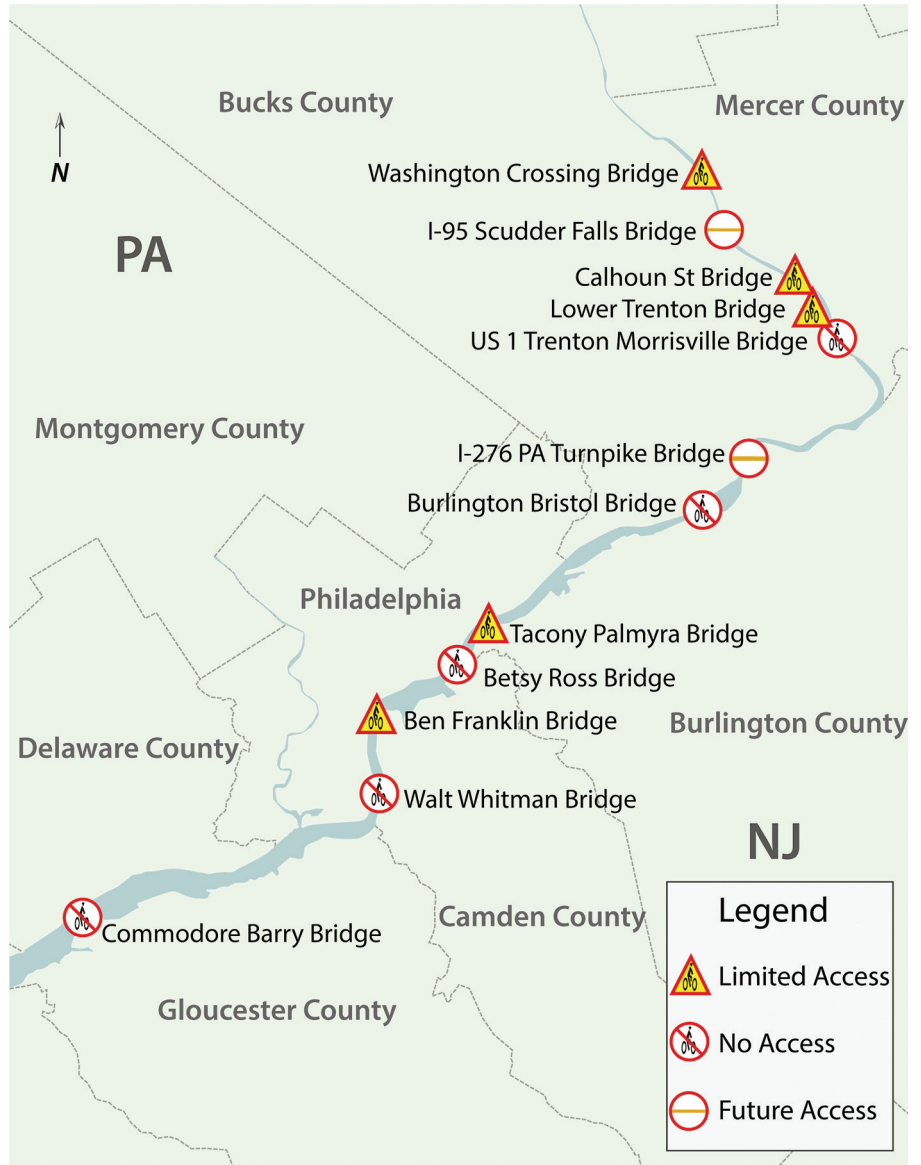 Bucks County
Mercer County
N
Washington Crossing Bridge
PA
I-95 Scudder Falls Bridge
Calhoun St Bridge
Lower Trenton Bridge
US 1 Trenton Morrisville Bridge
Montgomery County
I-276 PA Turnpike Bridge
Burlington Bristol Bridge
Philadelphia
Tacony Palmyra Bridge
Betsy Ross Bridge
Ben Franklin Bridge
Burlington County
Delaware County
Walt Whitman Bridge
NJ
Camden County
Commodore Barry Bridge
Gloucester County
Legend
Limited Access
No Access
Future Access